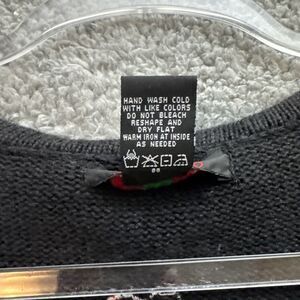 HAND WASH COLD
WITH LIKE COLORS
DO NOT BLEACH
RESHAPE AND
DRY FLAT
WARM IRON AT INSIDE
AS NEEDED